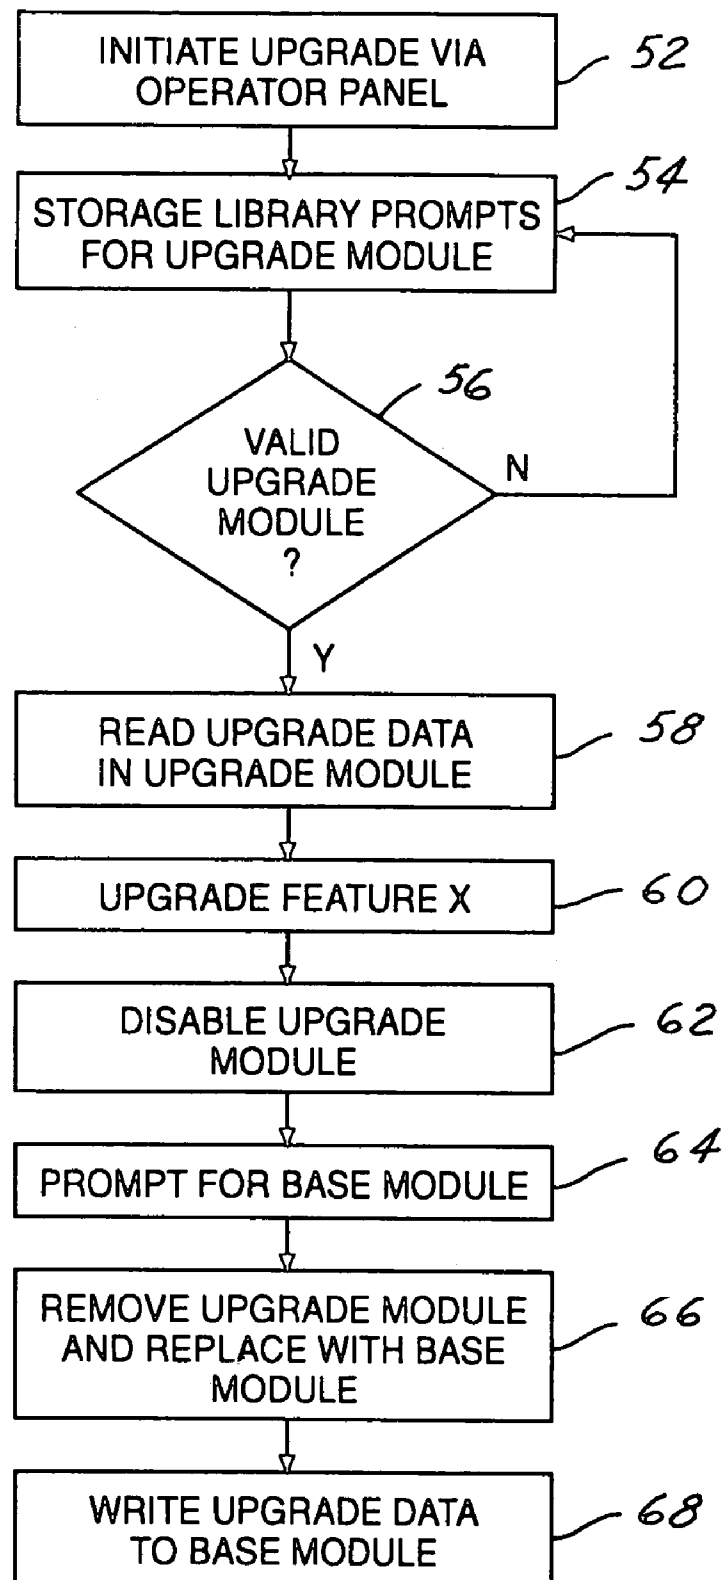 INITIATE UPGRADE VIA
OPERATOR PANEL
52
STORAGE LIBRARY PROMPTS
FOR UPGRADE MODULE
54
VALID
UPGRADE
MODULE
?
56
N
Y
READ UPGRADE DATA
IN UPGRADE MODULE
58
UPGRADE FEATURE X
60
DISABLE UPGRADE
MODULE
62
PROMPT FOR BASE MODULE
64
REMOVE UPGRADE MODULE
AND REPLACE WITH BASE
MODULE
66
WRITE UPGRADE DATA
TO BASE MODULE
68